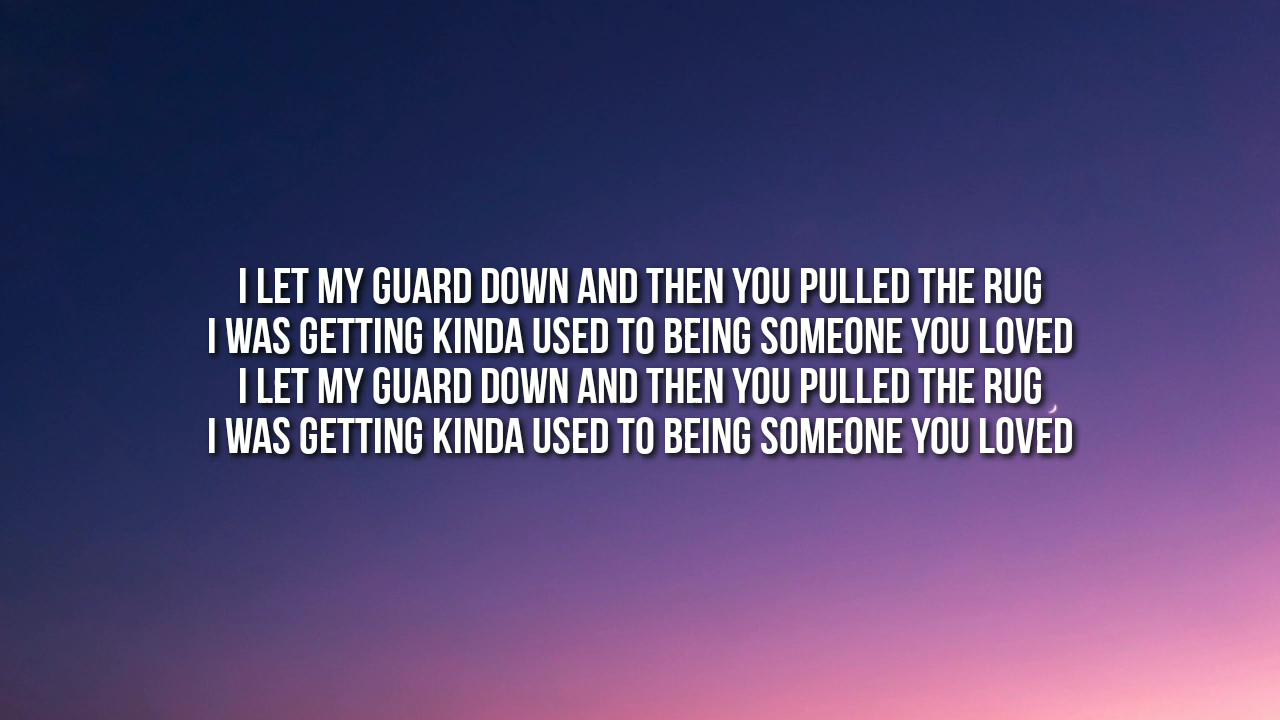 I LET MY GUARD DOWN AND THEN YOU PULLED THE RUG
I WAS GETTING KINDA USED TO BEING SOMEONE YOU LOVED
I LET MY GUARD DOWN AND THEN YOU PULLED THE RUG
I WAS GETTING KINDA USED TO BEING SOMEONE YOU LOVED